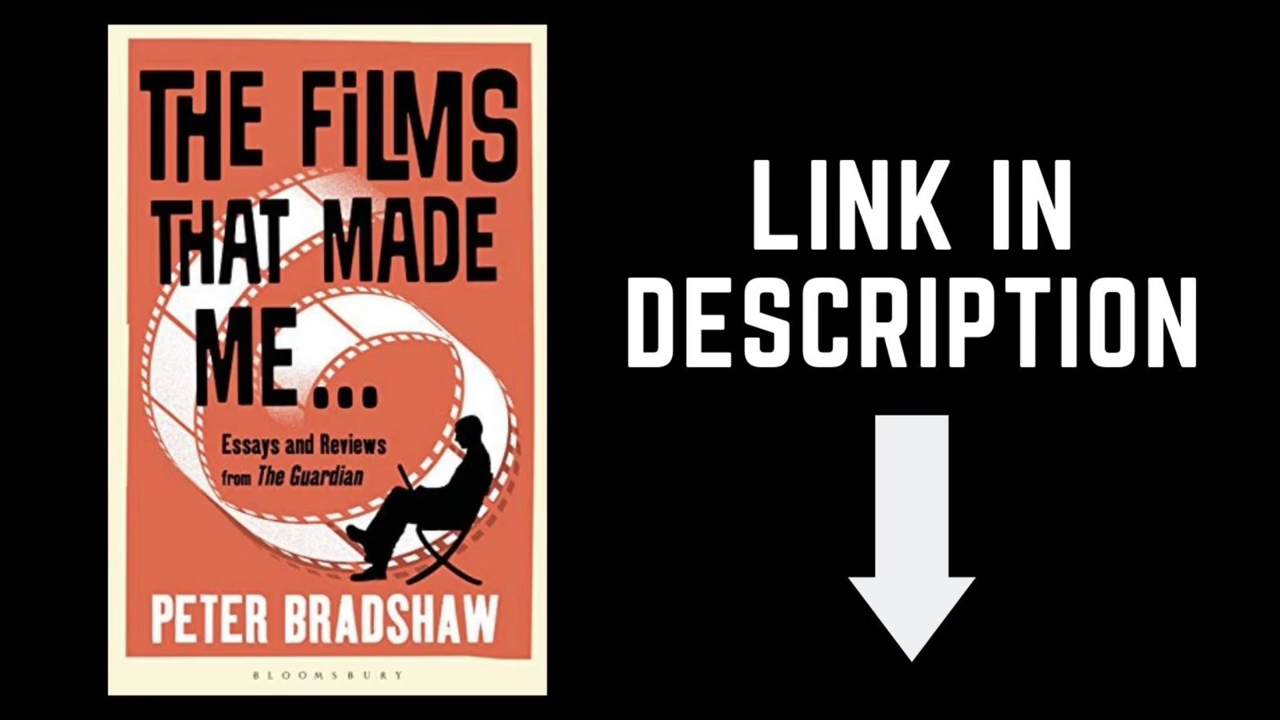 THE FiLMS
THAT MADE
ME...
Essays and Reviews
from The Guardian
PETER BRADSHAW
BLOOMSBURY
LINK IN
DESCRIPTION